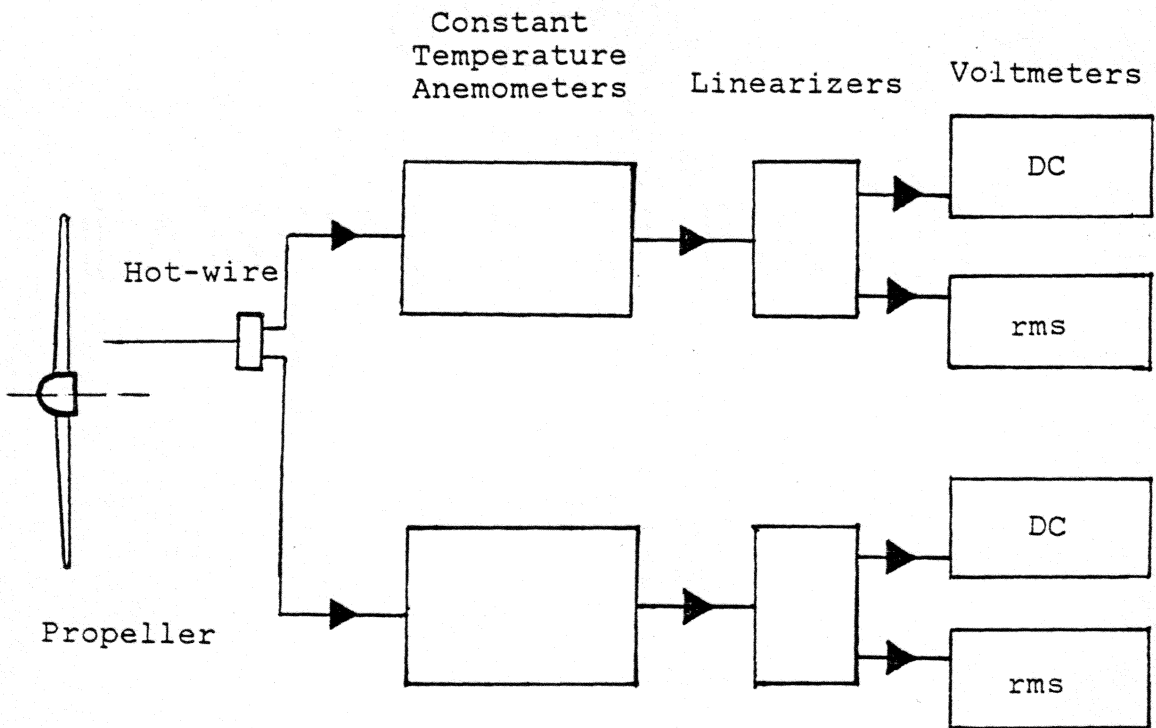 Constant
Temperature
Anemometers
Linearizers
Voltmeters
DC
Hot-wire
rms
DC
Propeller
rms